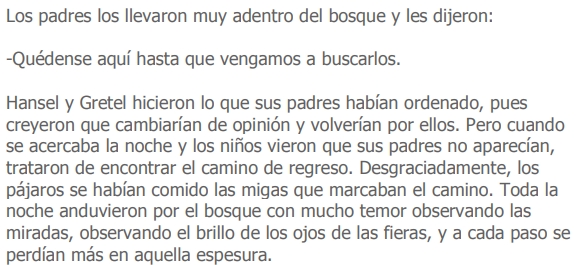 Los padres los llevaron muy adentro del bosque y les dijeron:
-Quédense aquí hasta que vengamos a buscarlos.
Hansel y Gretel hicieron lo que sus padres habían ordenado, pues
creyeron que cambiarían de opinión y volverían por ellos. Pero cuando
se acercaba la noche y los niños vieron que sus padres no aparecían,
trataron de encontrar el camino de regreso. Desgraciadamente, los
pájaros se habían comido las migas que marcaban el camino. Toda la
noche anduvieron por el bosque con mucho temor observando las
miradas, observando el brillo de los ojos de las fieras, y a cada paso se
perdían más en aquella espesura.